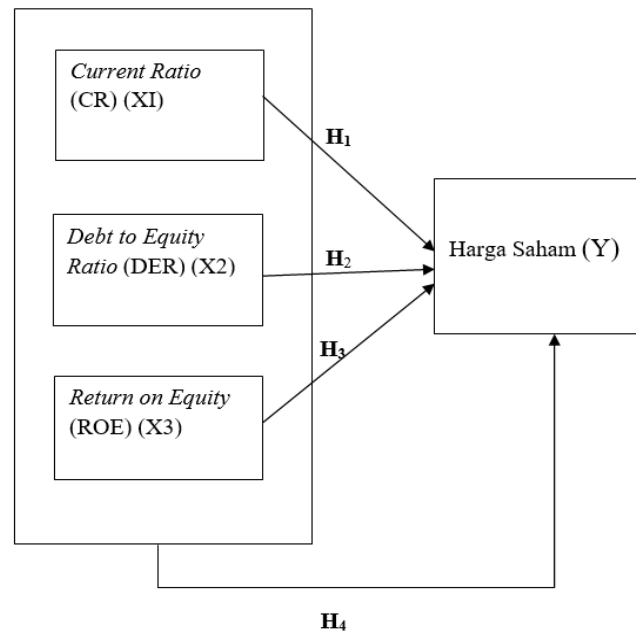 Current Ratio
(CR) (XI)
H1
Debt to Equity
Ratio (DER) (X2)
H2
Harga Saham (Y)
H3
Return on Equity
(ROE) (X3)
H4